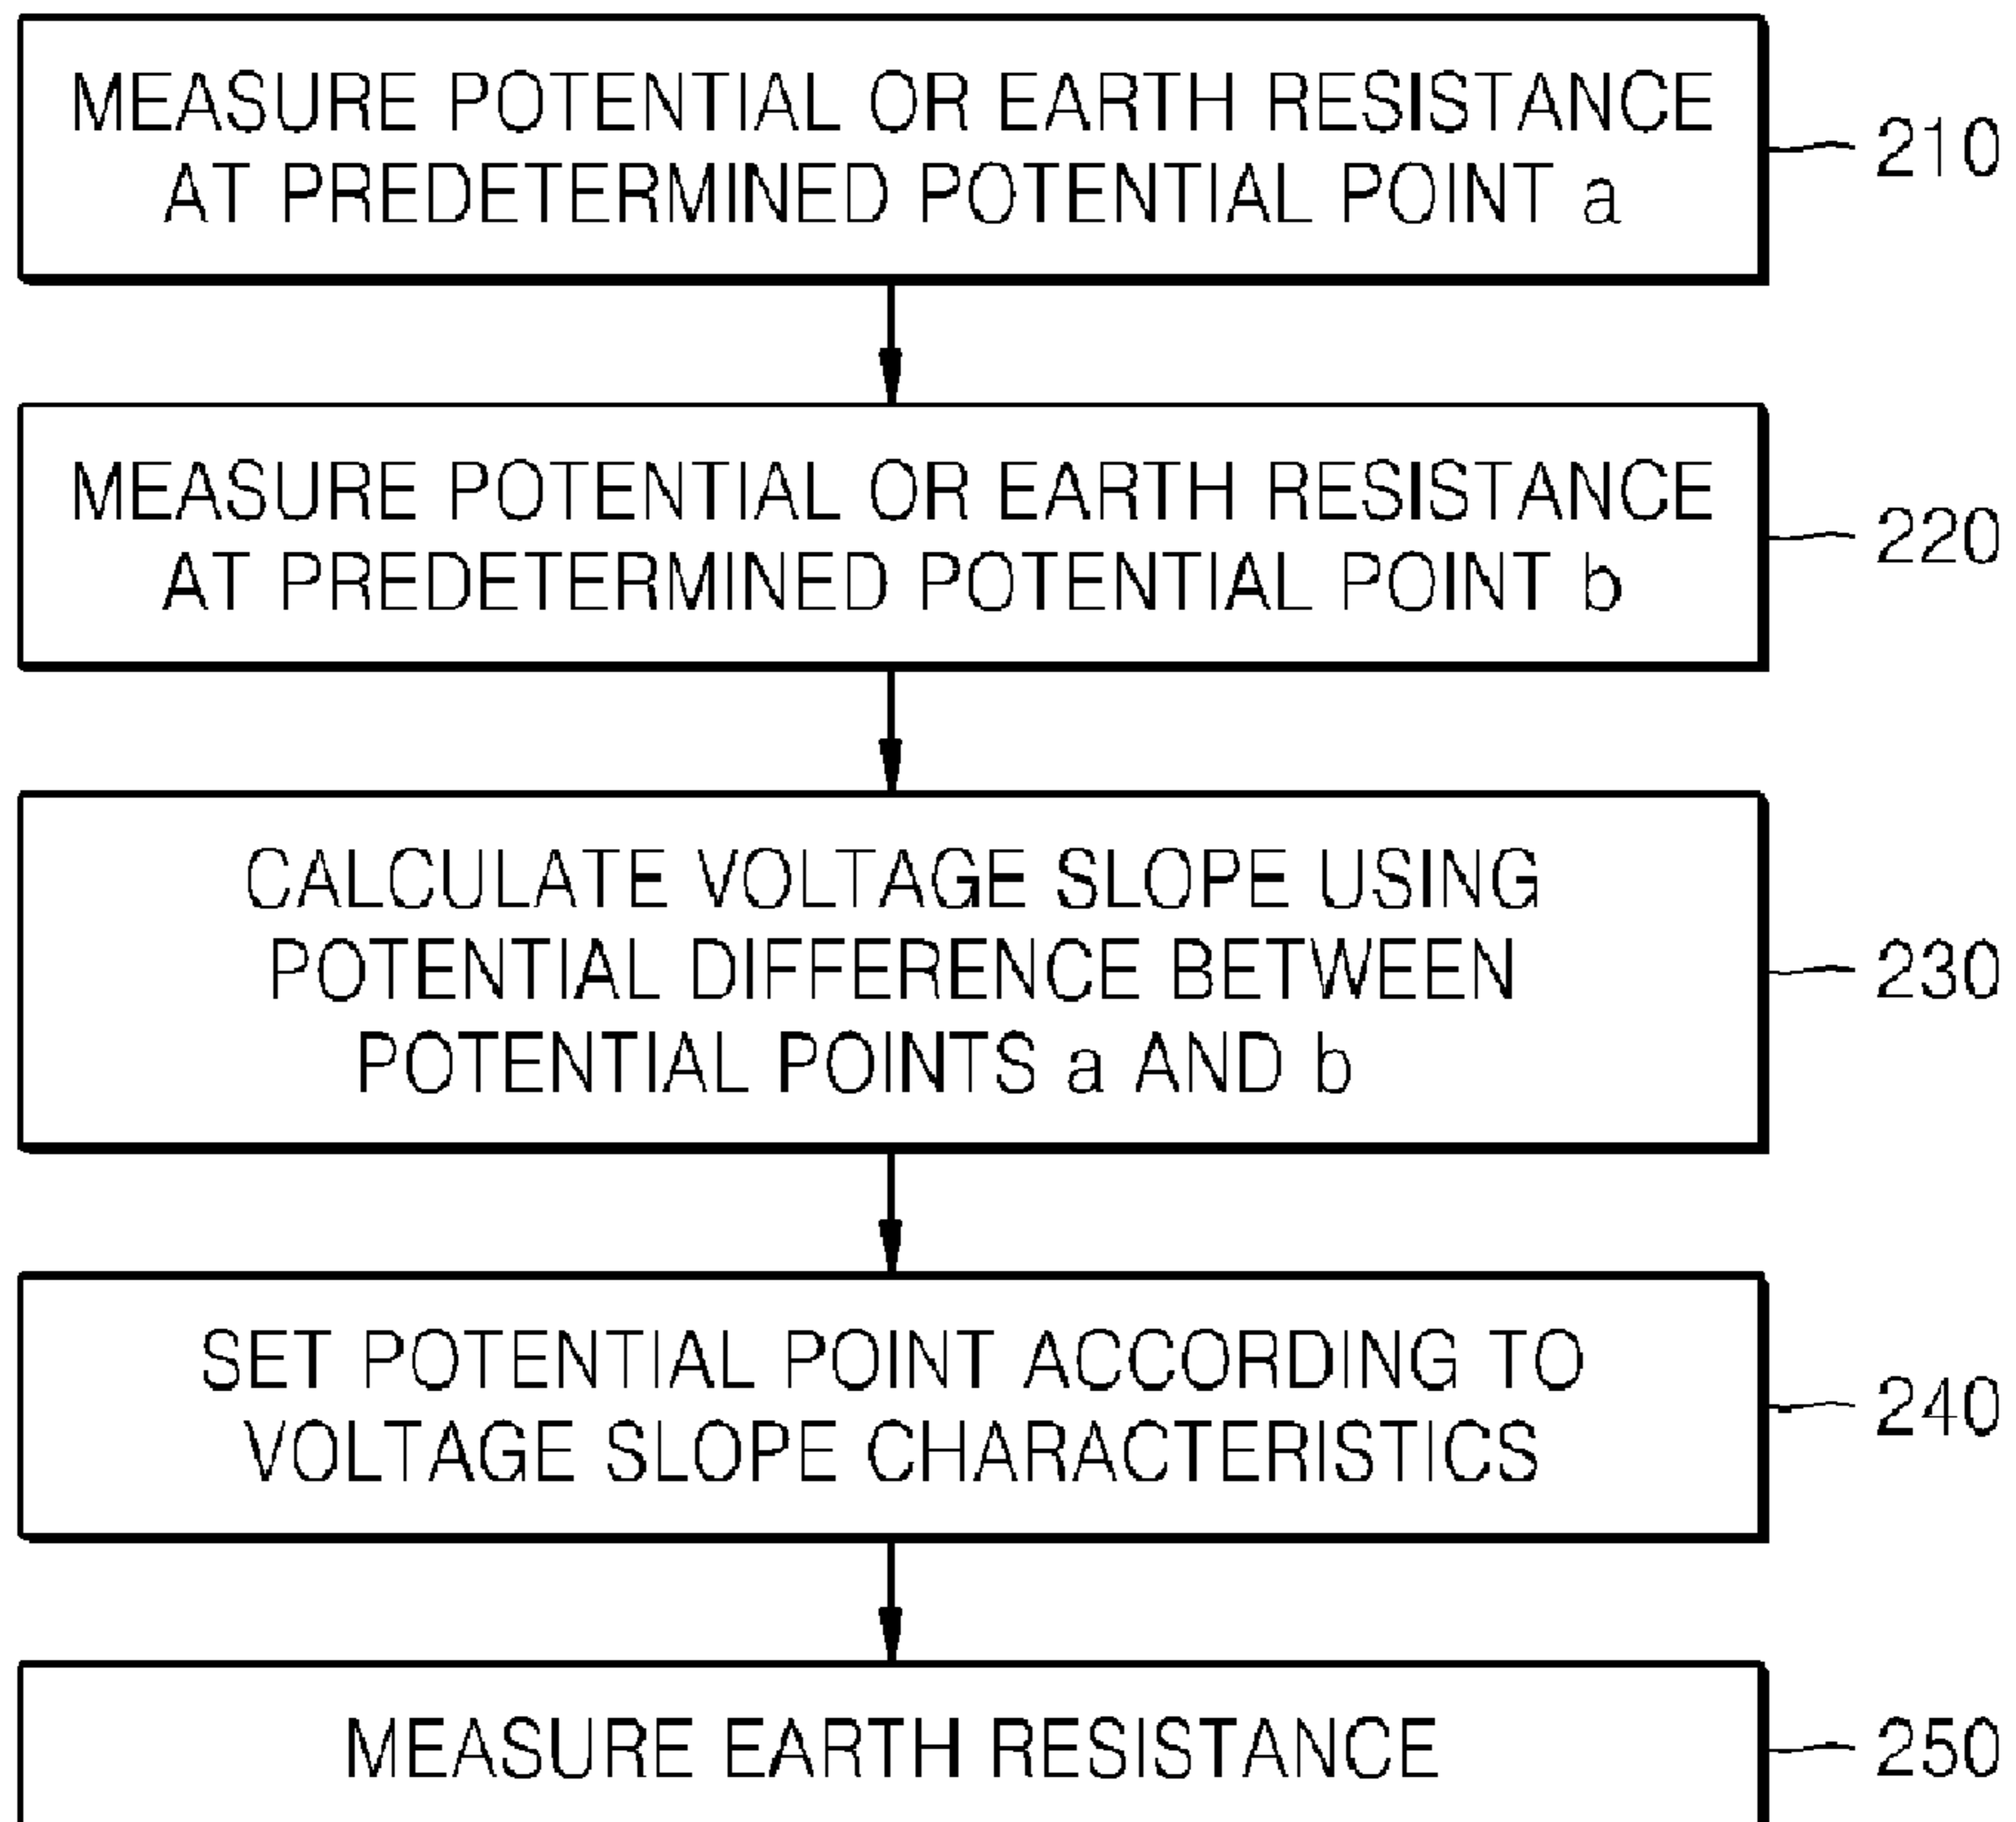 MEASURE POTENTIAL OR EARTH RESISTANCE
AT PREDETERMINED POTENTIAL POINT a
210
MEASURE POTENTIAL OR EARTH RESISTANCE
AT PREDETERMINED POTENTIAL POINT b
220
CALCULATE VOLTAGE SLOPE USING
POTENTIAL DIFFERENCE BETWEEN
POTENTIAL POINTS a AND b
230
SET POTENTIAL POINT ACCORDING TO
VOLTAGE SLOPE CHARACTERISTICS
240
MEASURE EARTH RESISTANCE
250